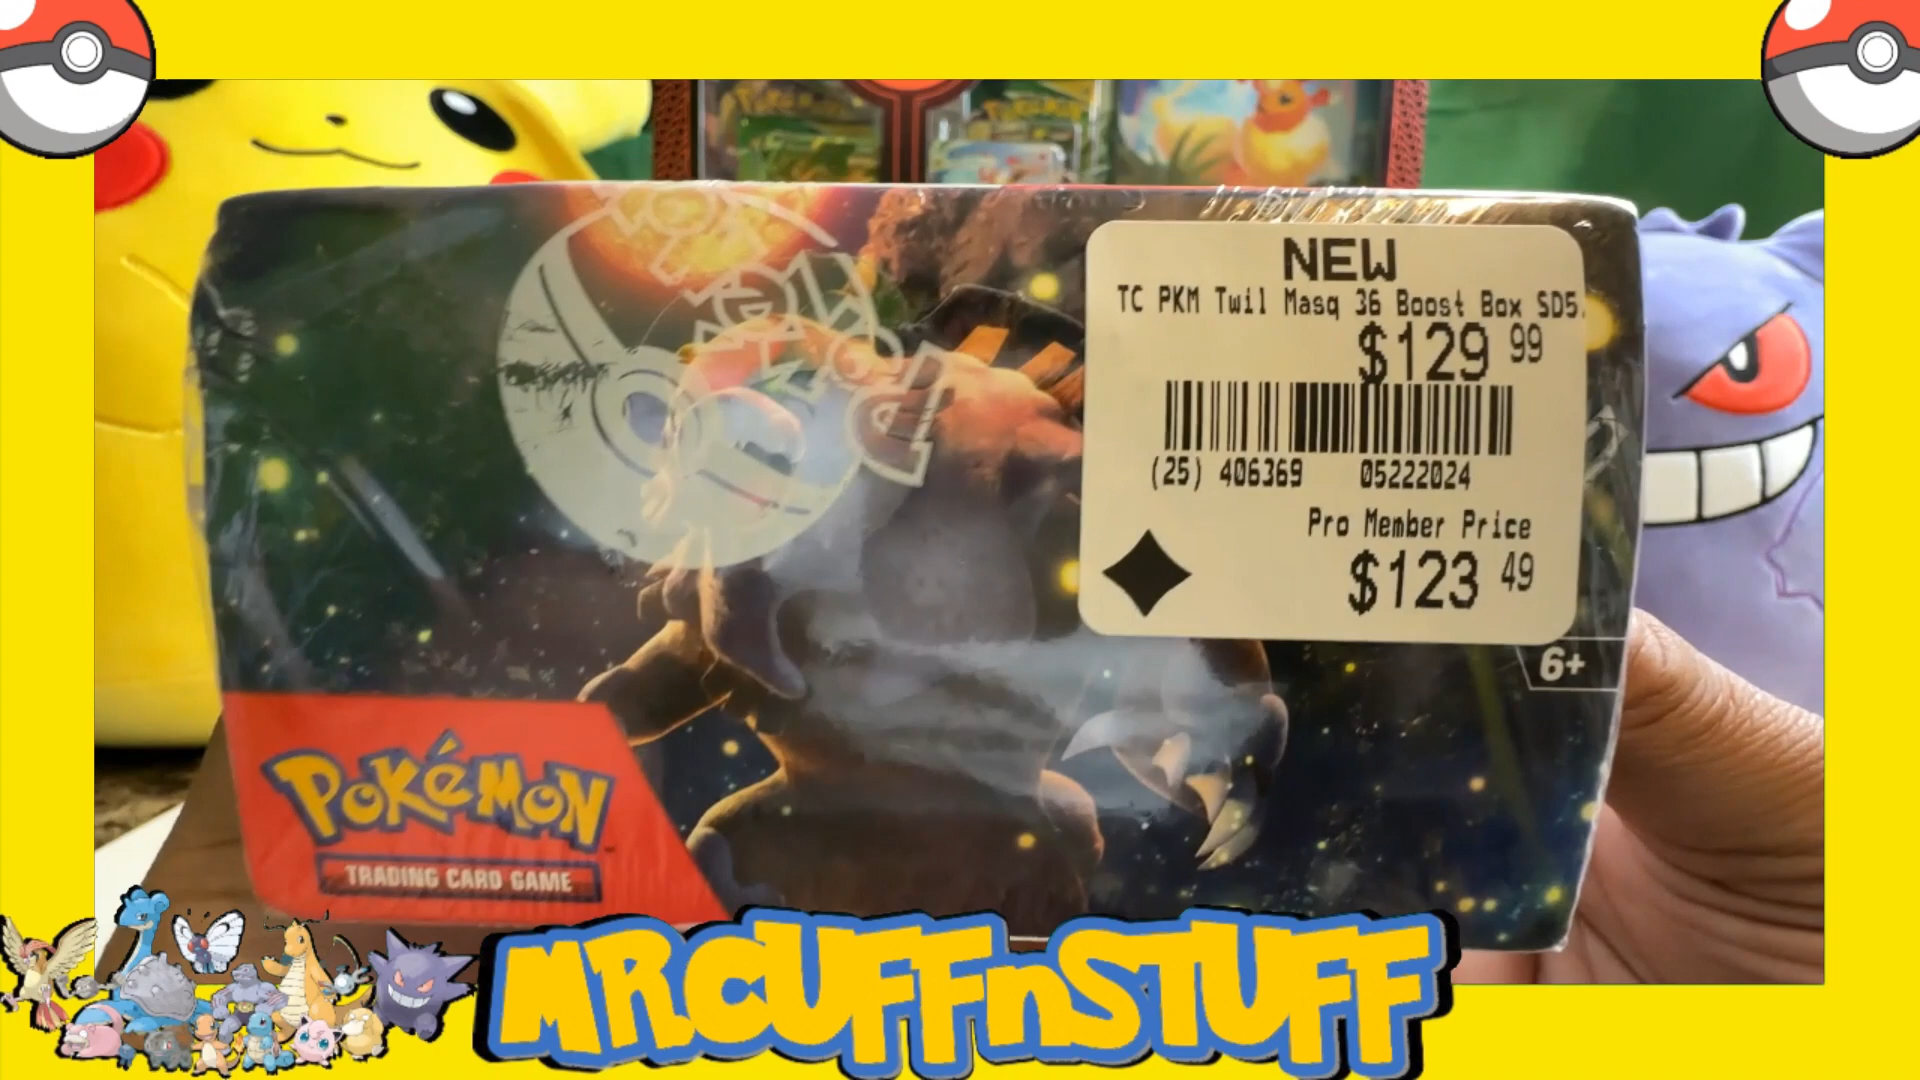 NEW
TC PKM Twil Masq 36 Boost Box SD5.
$129 99
(25) 406369 05222024
Pro Member Price
$123 49
6+
POKéMON
TRADING CARD GAME
POKéMON
MRCUFFnSTUFF